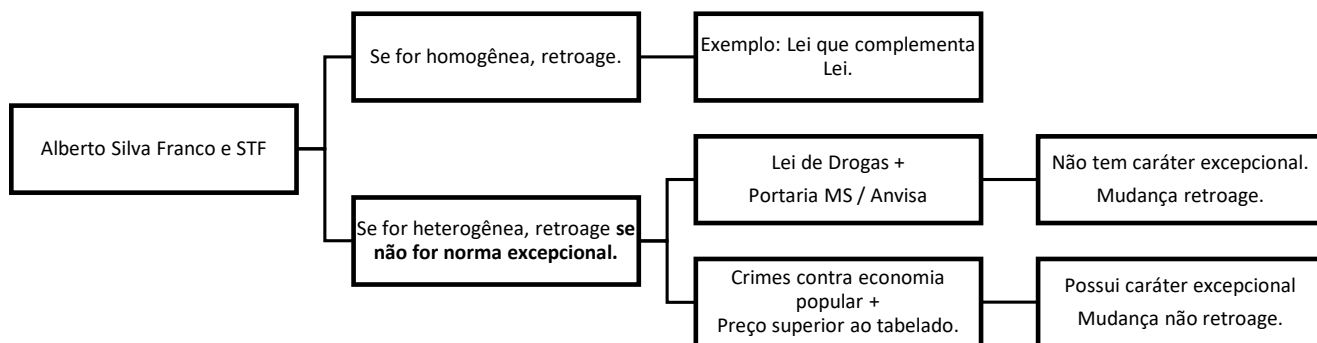 Alberto Silva Franco e STF
Se for homogênea, retroage.
Exemplo: Lei que complementa
Lei.
Se for heterogênea, retroage se
não for norma excepcional.
Lei de Drogas +
Portaria MS / Anvisa
Não tem caráter excepcional.
Mudança retroage.
Crimes contra economia
popular +
Preço superior ao tabelado.
Possui caráter excepcional
Mudança não retroage.